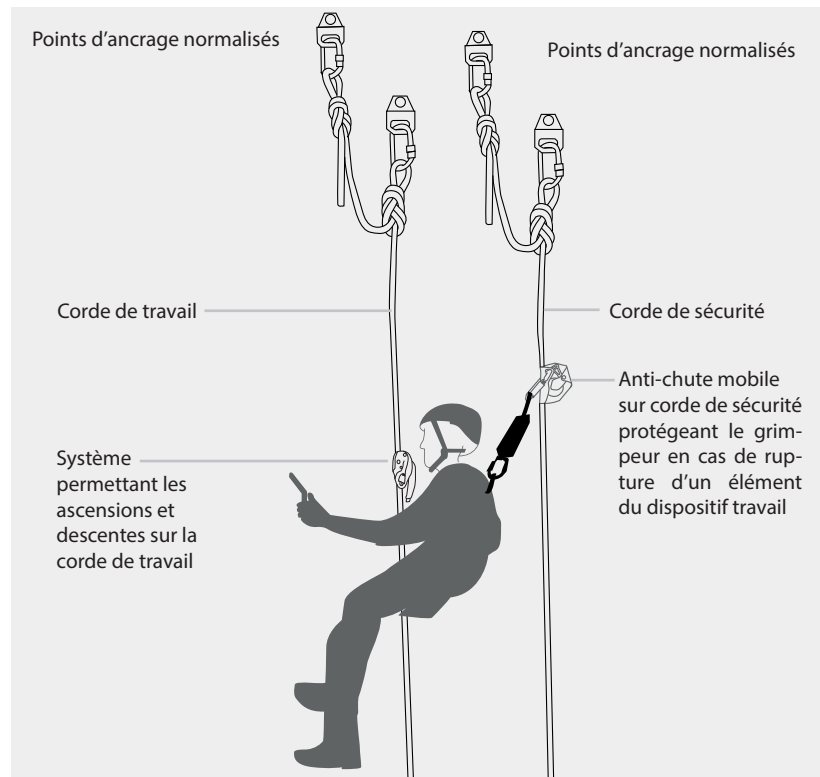 Points d'ancrage normalisés
Points d'ancrage normalisés
Corde de travail
Corde de sécurité
Anti-chute mobile
sur corde de sécurité
protégeant le grim-
peur en cas de rup-
ture d'un élément
du dispositif travail
Système
permettant les
ascensions et
descentes sur la
corde de travail